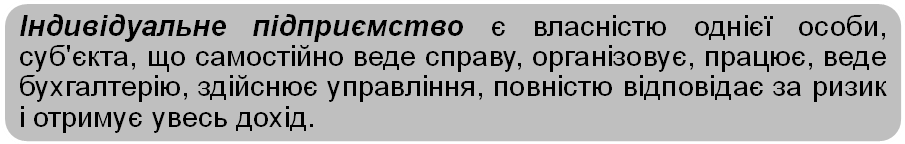 Індивідуальне підприємство є власністю однієї особи,
суб'єкта, що самостійно веде справу, організовує, працює, веде
бухгалтерію, здійснює управління, повністю відповідає за ризик
і отримує увесь дохід.